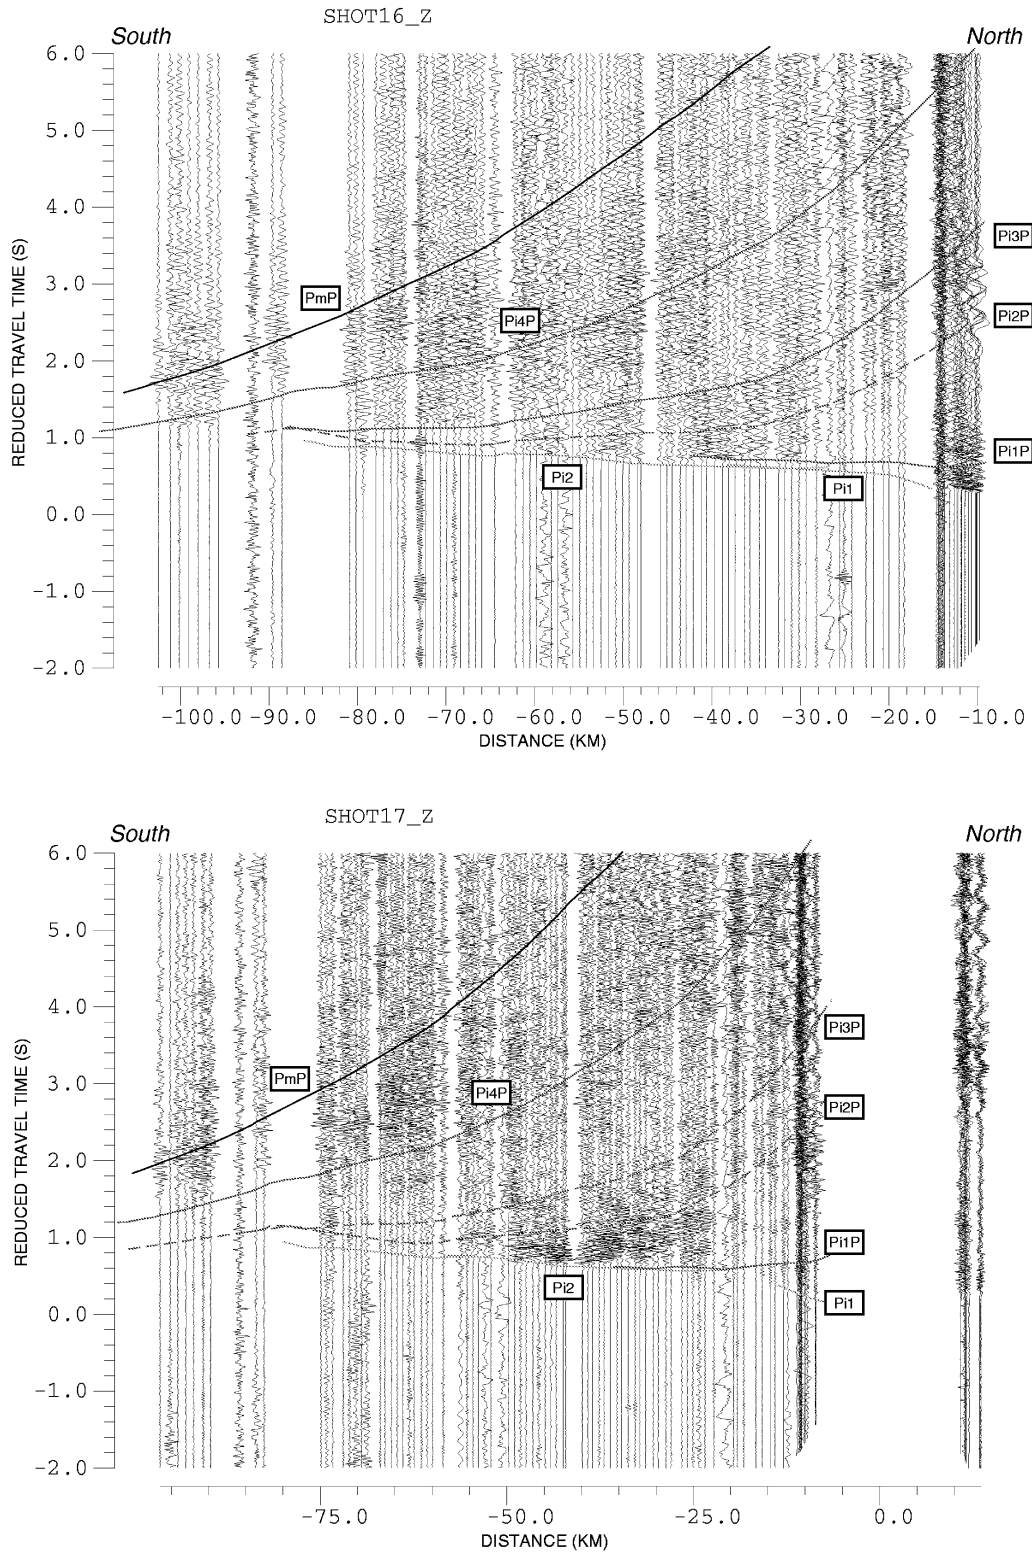 SHOT16_Z
South
North
6.0
5.0
4.0
Pi3P
3.0
PmP
Pi2P
Pi4P
2.0
1.0
Pi1P
Pi2
Pi1
0.0
-1.0
-2.0
REDUCED TRAVEL TIME (S)
-100.0 -90.0 -80.0 -70.0 -60.0 -50.0 -40.0 -30.0 -20.0 -10.0
DISTANCE (KM)
SHOT17_Z
South
North
6.0
5.0
4.0
Pi3P
3.0
PmP
Pi4P
Pi2P
2.0
1.0
Pi1P
Pi2
Pi1
0.0
-1.0
-2.0
REDUCED TRAVEL TIME (S)
-75.0 -50.0 -25.0 0.0
DISTANCE (KM)